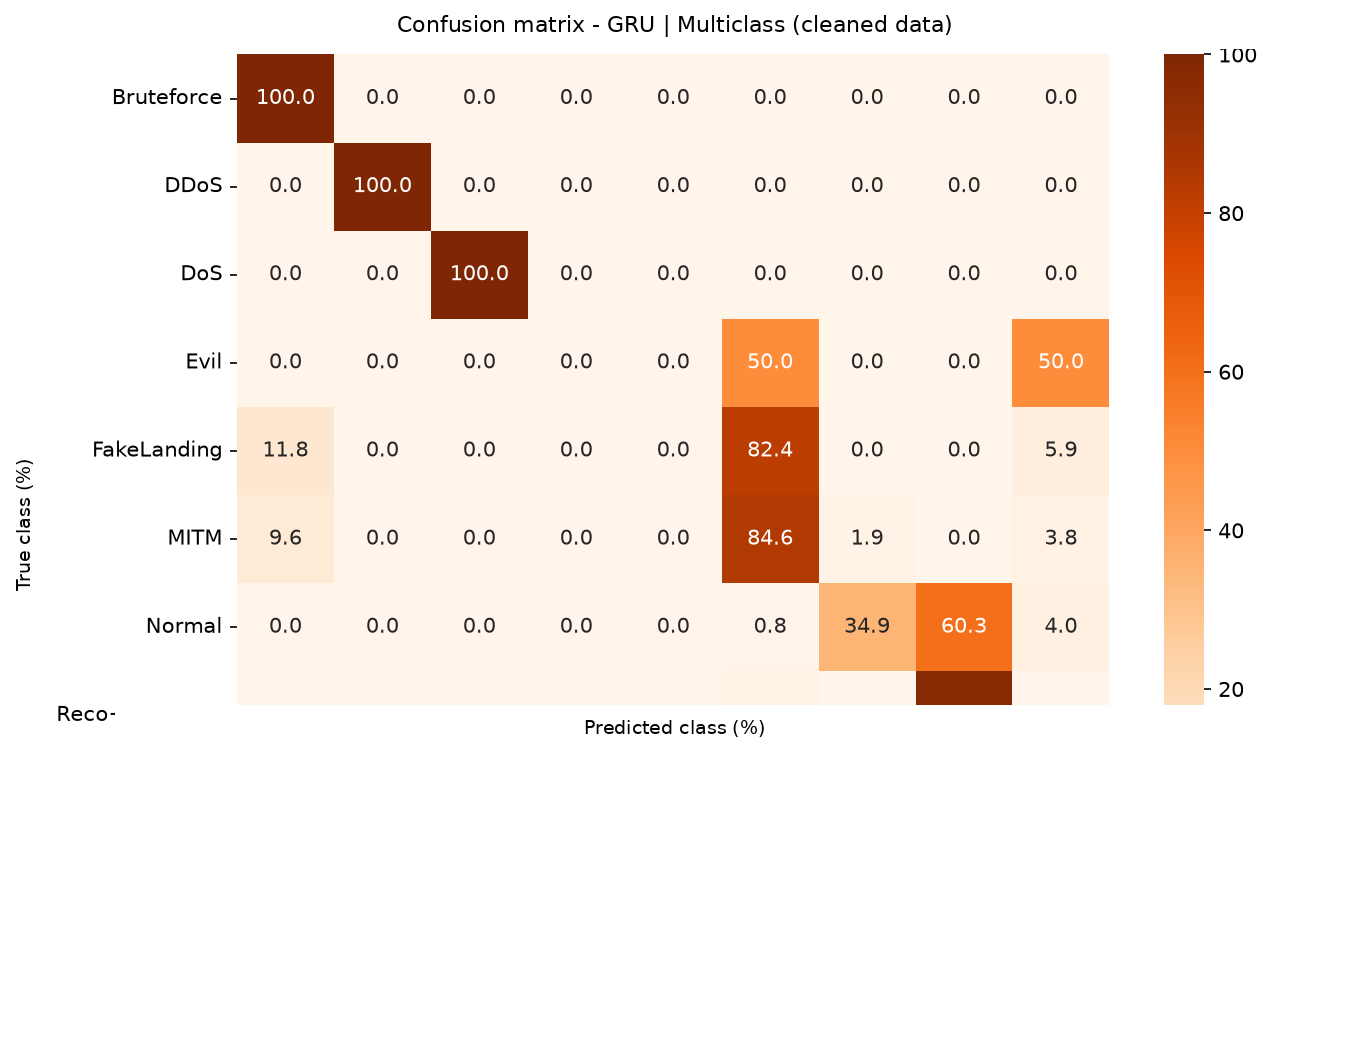 Confusion matrix - GRU | Multiclass (cleaned data)
Bruteforce 100.0 0.0 0.0 0.0 0.0 0.0 0.0 0.0 0.0
DDoS 0.0 100.0 0.0 0.0 0.0 0.0 0.0 0.0 0.0
DoS 0.0 0.0 100.0 0.0 0.0 0.0 0.0 0.0 0.0
Evil 0.0 0.0 0.0 0.0 0.0 50.0 0.0 0.0 50.0
FakeLanding 11.8 0.0 0.0 0.0 0.0 82.4 0.0 0.0 5.9
MITM 9.6 0.0 0.0 0.0 0.0 84.6 1.9 0.0 3.8
Normal 0.0 0.0 0.0 0.0 0.0 0.8 34.9 60.3 4.0
Reco-
True class (%)
Predicted class (%)
100
80
60
40
20